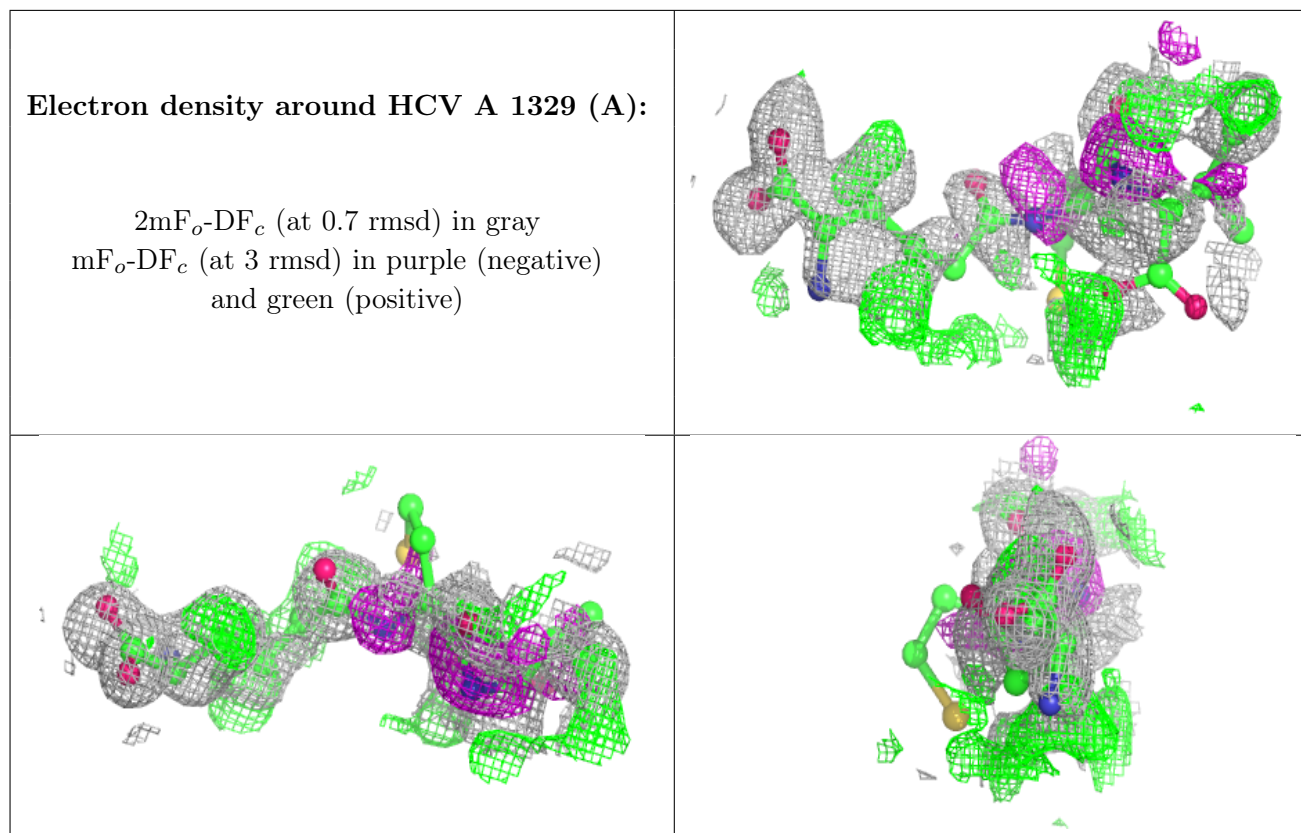 Electron density around HCV A 1329 (A):
2mFo-DFc (at 0.7 rmsd) in gray
mFo-DFc (at 3 rmsd) in purple (negative)
and green (positive)